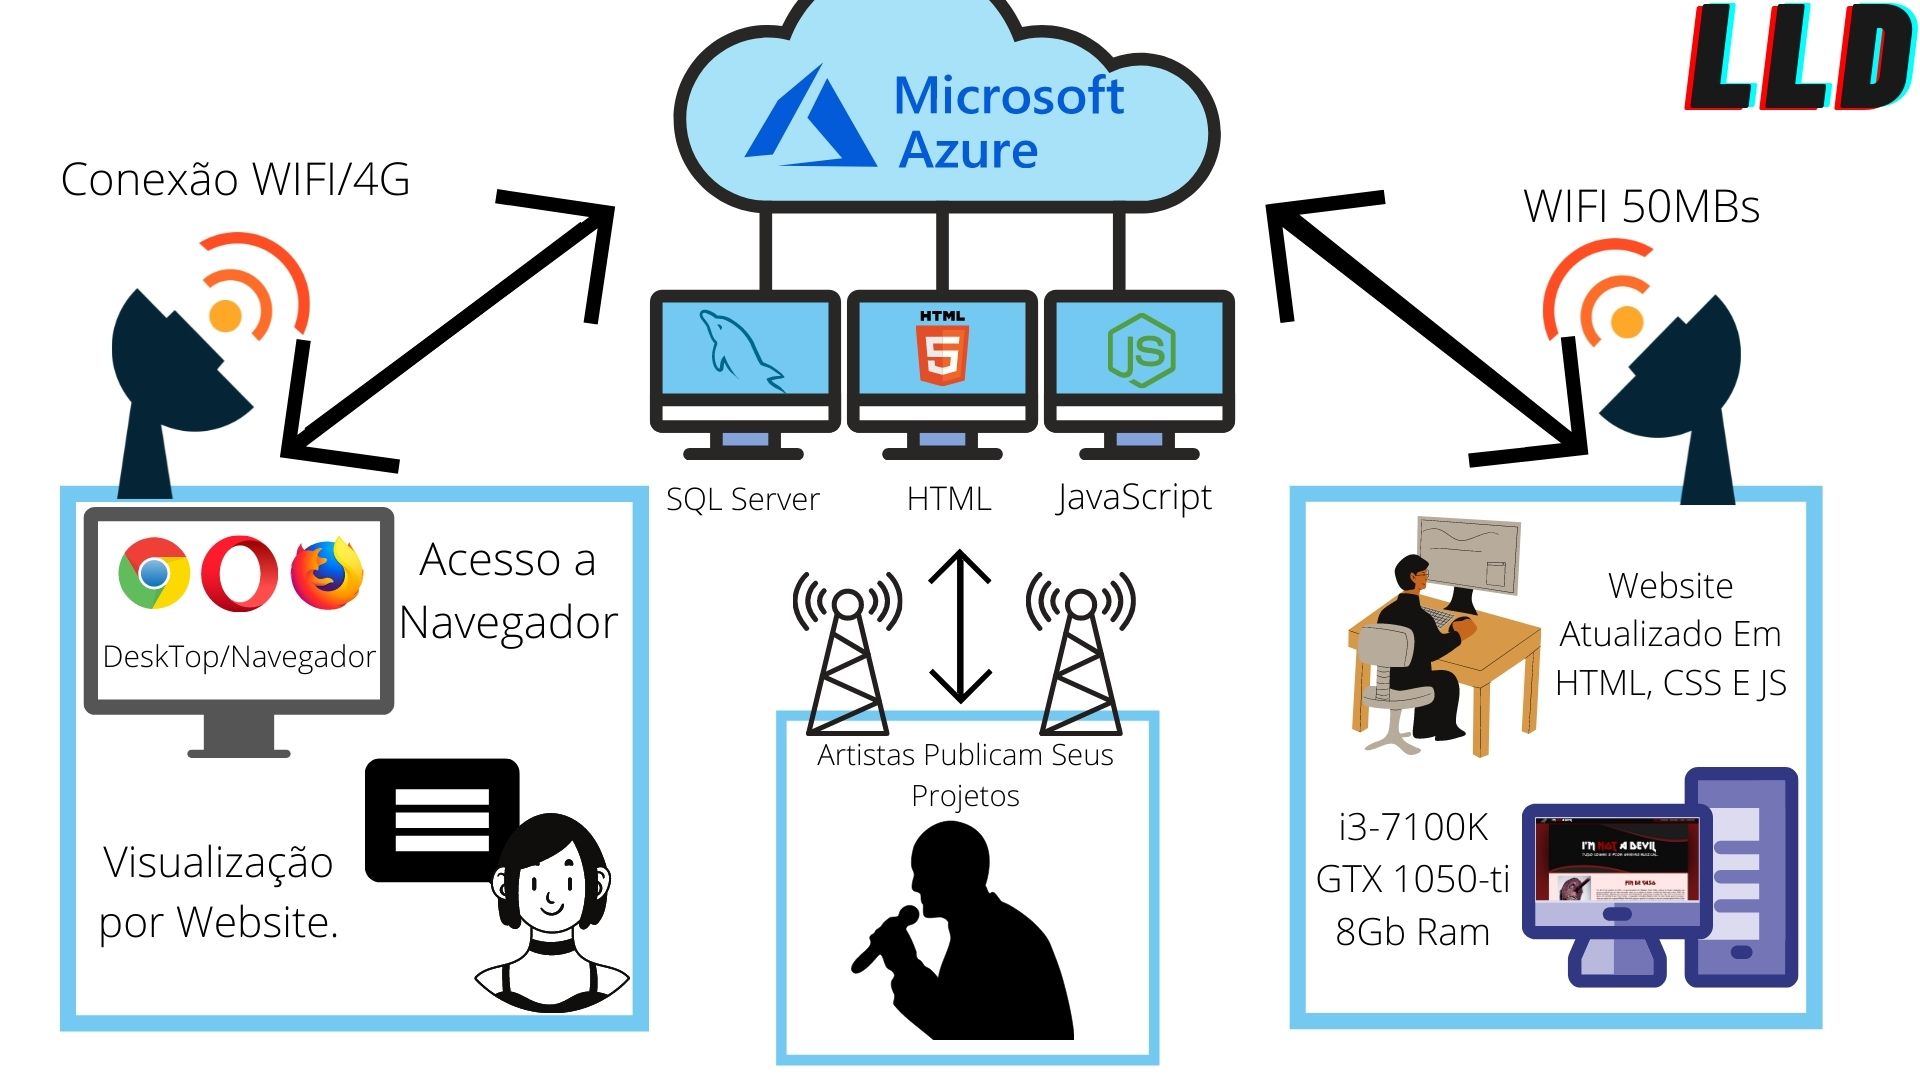 LLD
Microsoft
Azure
Conexão WIFI/4G
WIFI 50MBs
HTML
5
JS
SQL Server
HTML
JavaScript
Acesso a
Navegador
DeskTop/Navegador
Visualização
por Website.
Artistas Publicam Seus
Projetos
Website
Atualizado Em
HTML, CSS E JS
i3-7100K
GTX 1050-ti
8Gb Ram
I'M NOT A DEVIL